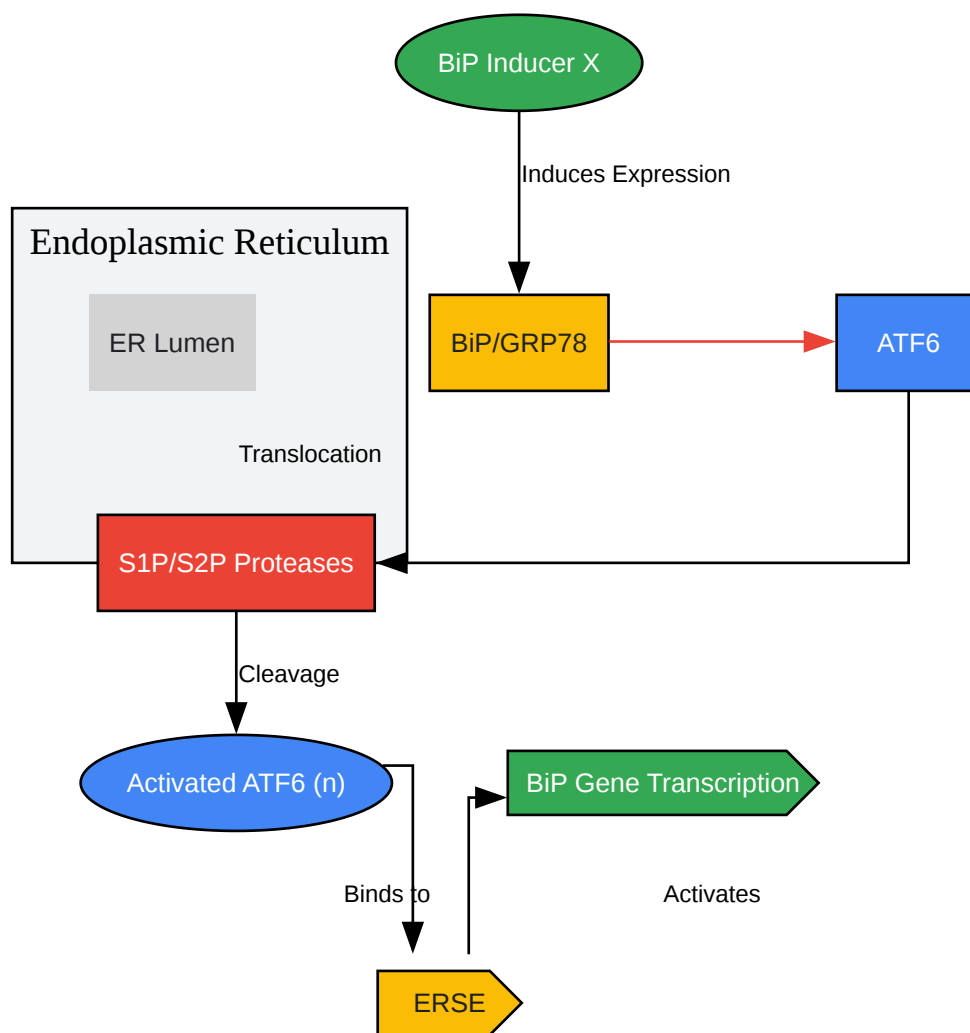 BiP Inducer X
Induces Expression
Endoplasmic Reticulum
ER Lumen
BiP/GRP78
ATF6
Translocation
S1P/S2P Proteases
Cleavage
Activated ATF6 (n)
BiP Gene Transcription
Binds to
Activates
ERSE